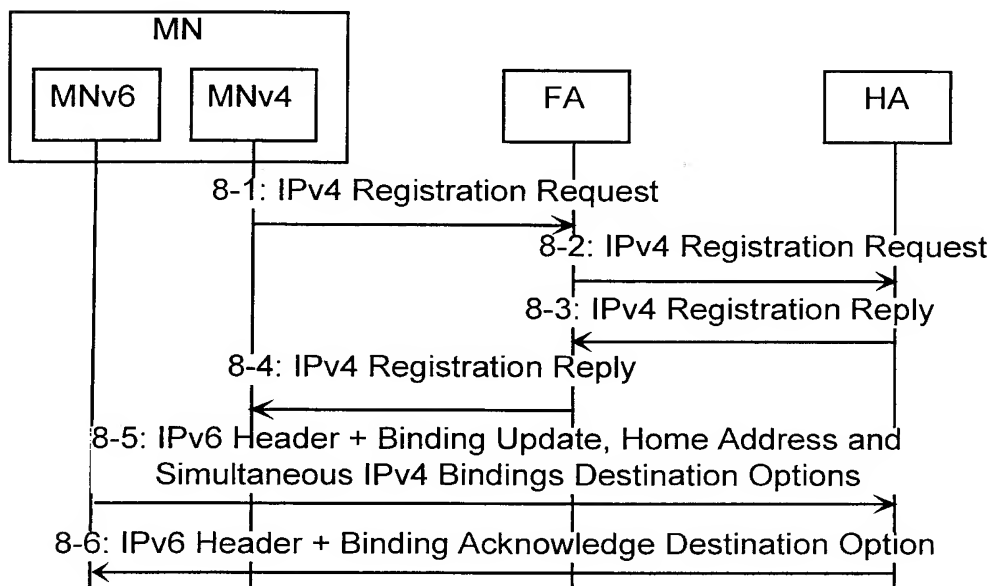 MN
MNv6 MNv4 FA HA
8-1: IPv4 Registration Request
8-2: IPv4 Registration Request
8-3: IPv4 Registration Reply
8-4: IPv4 Registration Reply
8-5: IPv6 Header + Binding Update, Home Address and
Simultaneous IPv4 Bindings Destination Options
8-6: IPv6 Header + Binding Acknowledge Destination Option